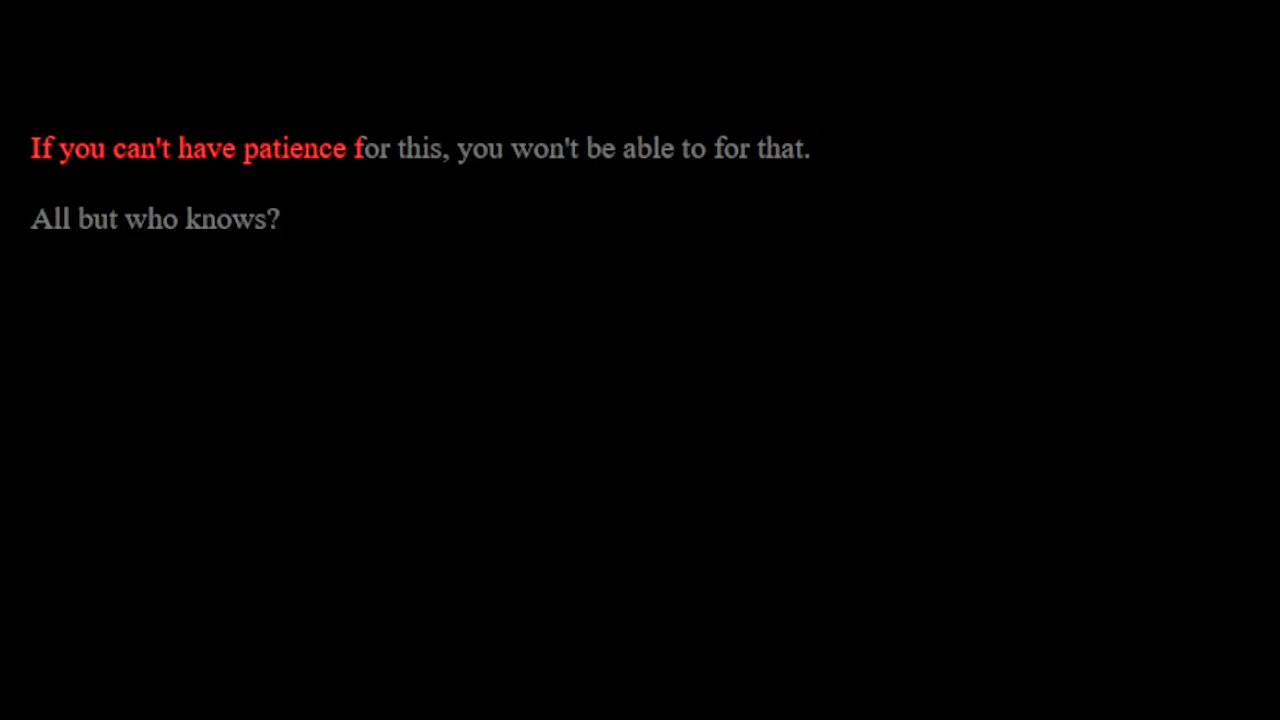 If you can't have patience for this, you won't be able to for that.
All but who knows?